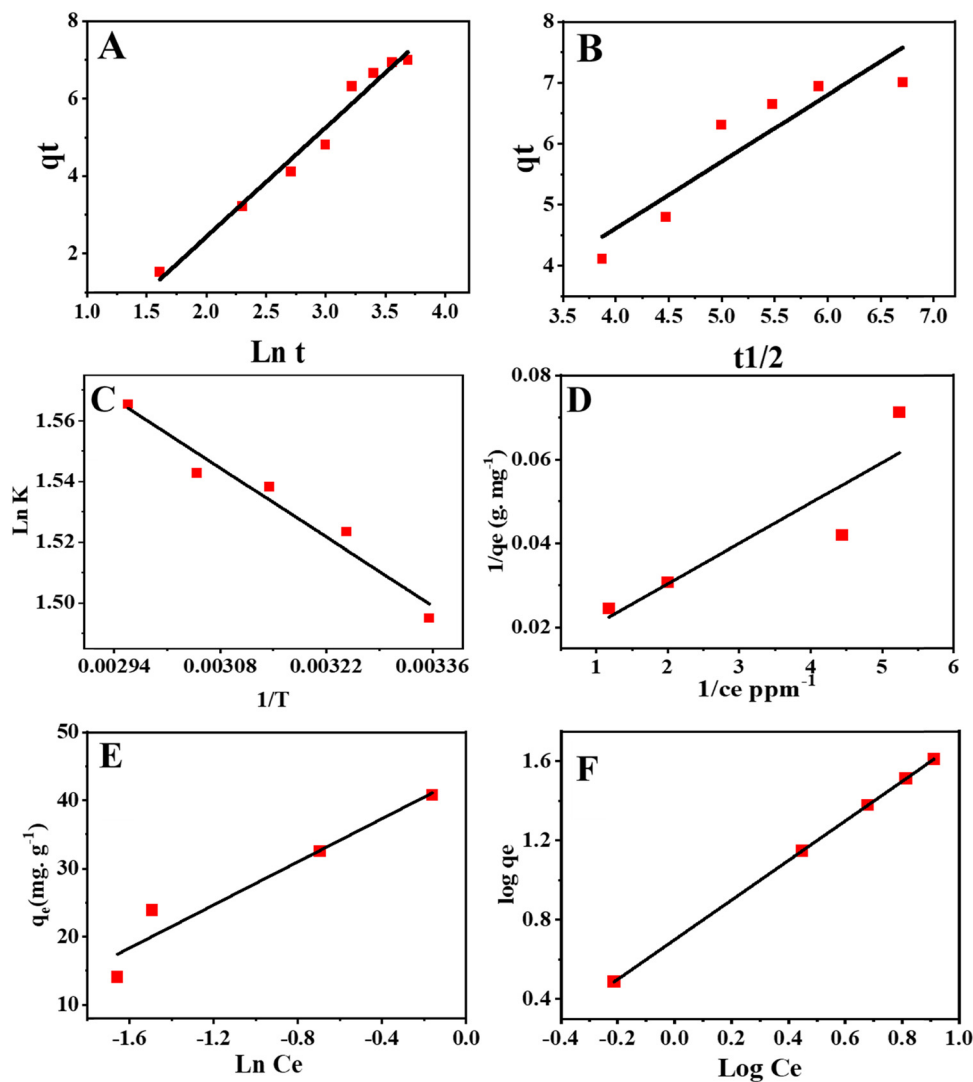 A
qt
8
6
4
2
1.0 1.5 2.0 2.5 3.0 3.5 4.0
Ln t
B
qt
8
7
6
5
4
3.5 4.0 4.5 5.0 5.5 6.0 6.5 7.0
t1/2
C
Ln K
1.56
1.54
1.52
1.50
0.00294 0.00308 0.00322 0.00336
1/T
D
1/qe (g. mg-1)
0.08
0.06
0.04
0.02
1 2 3 4 5 6
1/ce ppm-1
E
qe(mg. g-1)
50
40
30
20
10
-1.6 -1.2 -0.8 -0.4 0.0
Ln Ce
F
log qe
1.6
1.2
0.8
0.4
-0.4 -0.2 0.0 0.2 0.4 0.6 0.8 1.0
Log Ce